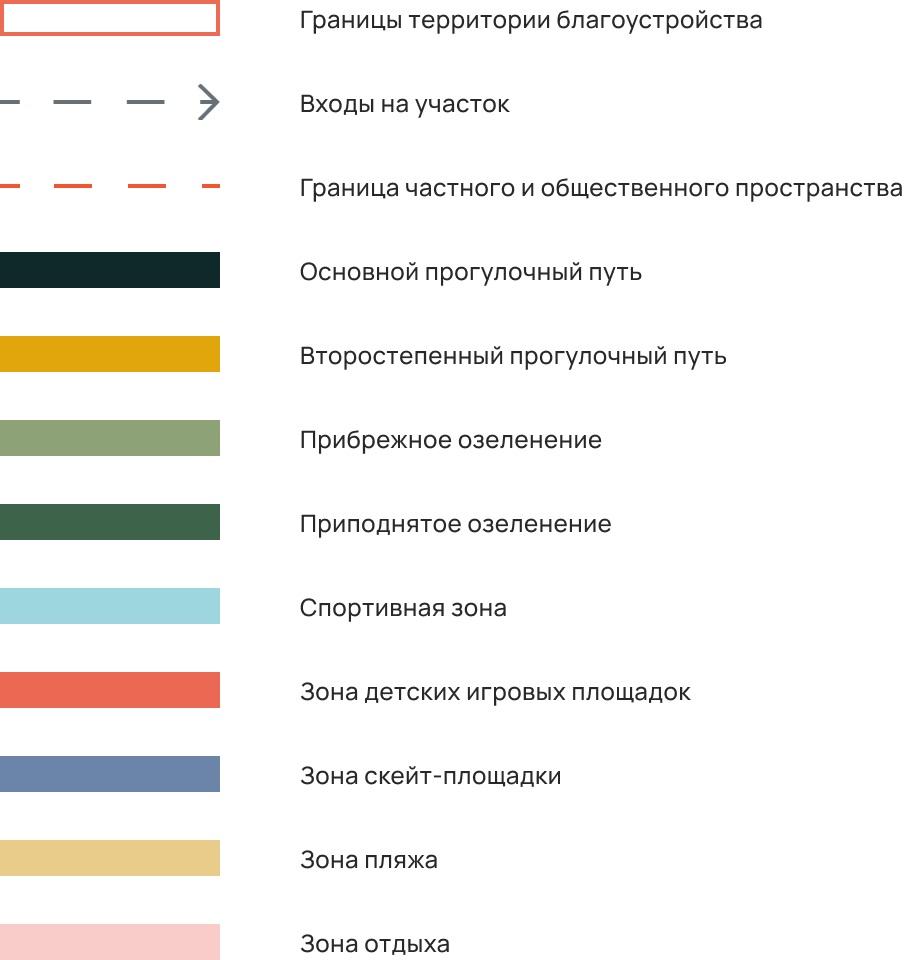 Границы территории благоустройства
Входы на участок
Граница частного и общественного пространства
Основной прогулочный путь
Второстепенный прогулочный путь
Прибрежное озеленение
Приподнятое озеленение
Спортивная зона
Зона детских игровых площадок
Зона скейт-площадки
Зона пляжа
Зона отдыха